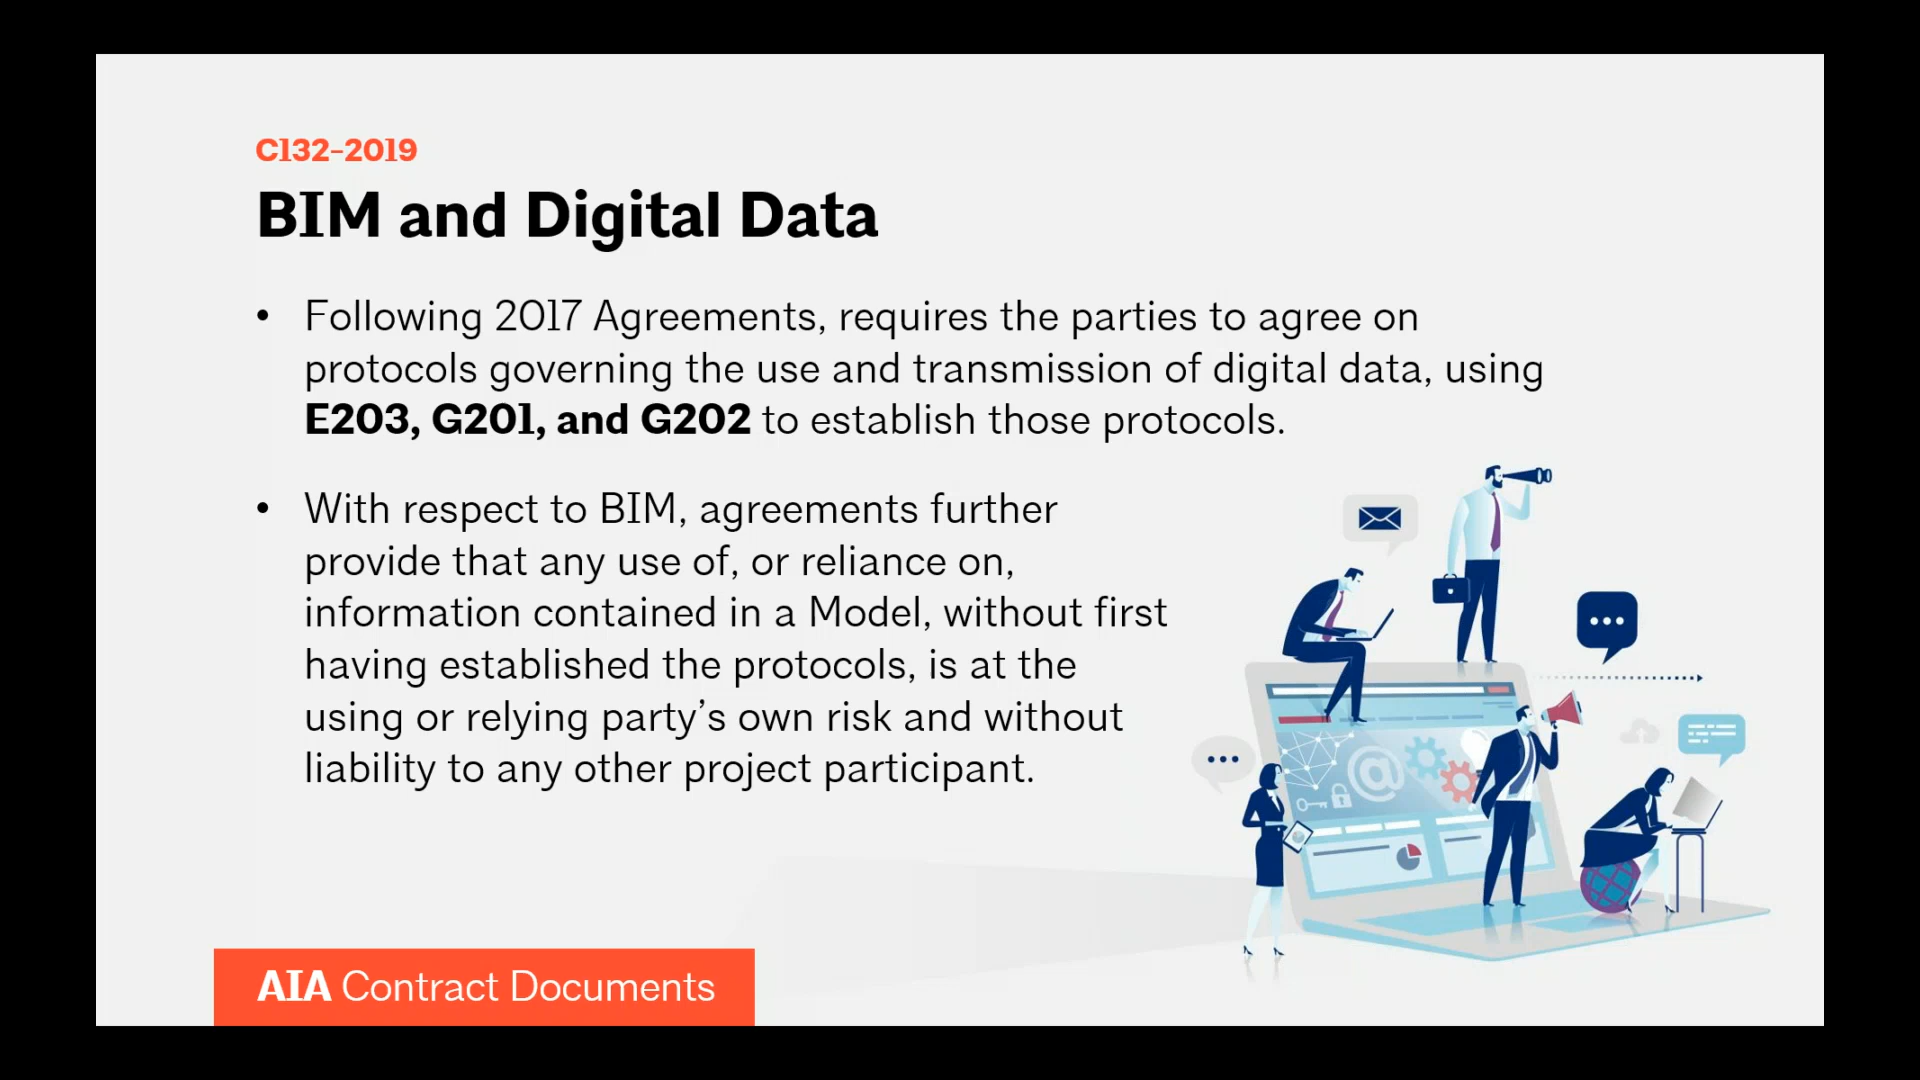 C132-2019
BIM and Digital Data
• Following 2017 Agreements, requires the parties to agree on
protocols governing the use and transmission of digital data, using
E203, G201, and G202 to establish those protocols.
• With respect to BIM, agreements further
provide that any use of, or reliance on,
information contained in a Model, without first
having established the protocols, is at the
using or relying party’s own risk and without
liability to any other project participant.
@
AIA Contract Documents